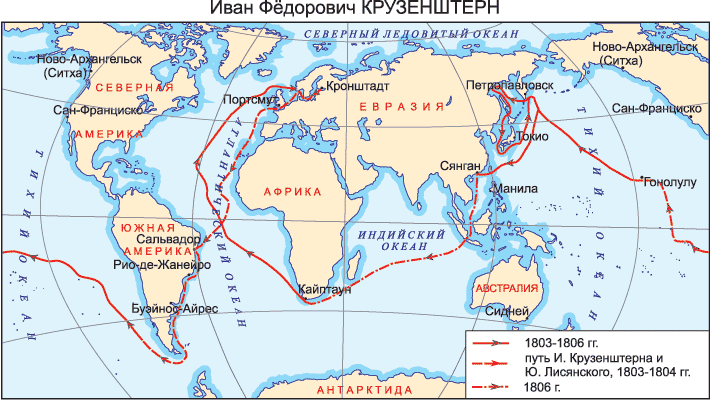 Иван Фёдорович КРУЗЕНШТЕРН
СЕВЕРНЫЙ ЛЕДОВИТЫЙ ОКЕАН
Ново-Архангельск
(Ситха)
Ново-Архангельск
(Ситха)
СЕВЕРНАЯ
АМЕРИКА
Сан-Франциско
Портсмут
Кронштадт
ЕВРАЗИЯ
Петропавловск
Сан-Франциско
Токио
ТИХИЙ ОКЕАН
АТЛАНТИЧЕСКИЙ ОКЕАН
АФРИКА
Сянган
Манила
ТИХИЙ ОКЕАН
Гонолулу
ЮЖНАЯ
АМЕРИКА
Сальвадор
Рио-де-Жанейро
Буэйнос-Айрес
ИНДИЙСКИЙ
ОКЕАН
Кайптаун
АВСТРАЛИЯ
Сидней
АНТАРКТИДА
1803-1806 гг.
путь И. Крузенштерна и
Ю. Лисянского, 1803-1804 гг.
1806 г.